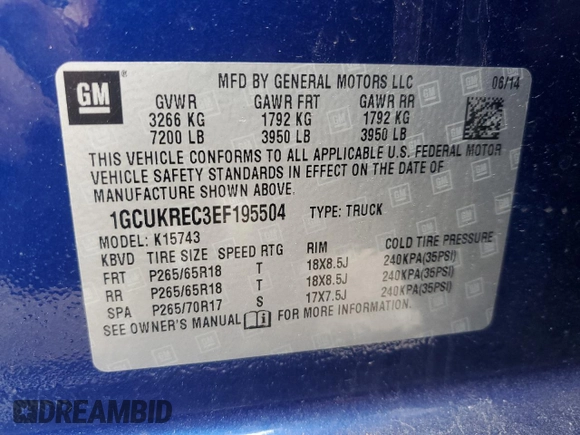 GM
MFD BY GENERAL MOTORS LLC 06/14
GVWR GAWR FRT GAWR RR
3266 KG 1792 KG 1792 KG
7200 LB 3950 LB 3950 LB
THIS VEHICLE CONFORMS TO ALL APPLICABLE U.S. FEDERAL MOTOR
VEHICLE SAFETY STANDARDS IN EFFECT ON THE DATE OF
MANUFACTURE SHOWN ABOVE.
1GCUKREC3EF195504 TYPE: TRUCK
MODEL: K15743
KBVD TIRE SIZE SPEED RTG RIM COLD TIRE PRESSURE
FRT P265/65R18 T 18X8.5J 240KPA(35PSI)
RR P265/65R18 T 18X8.5J 240KPA(35PSI)
SPA P265/70R17 S 17X7.5J 240KPA(35PSI)
SEE OWNER'S MANUAL FOR MORE INFORMATION.
DREAMBID